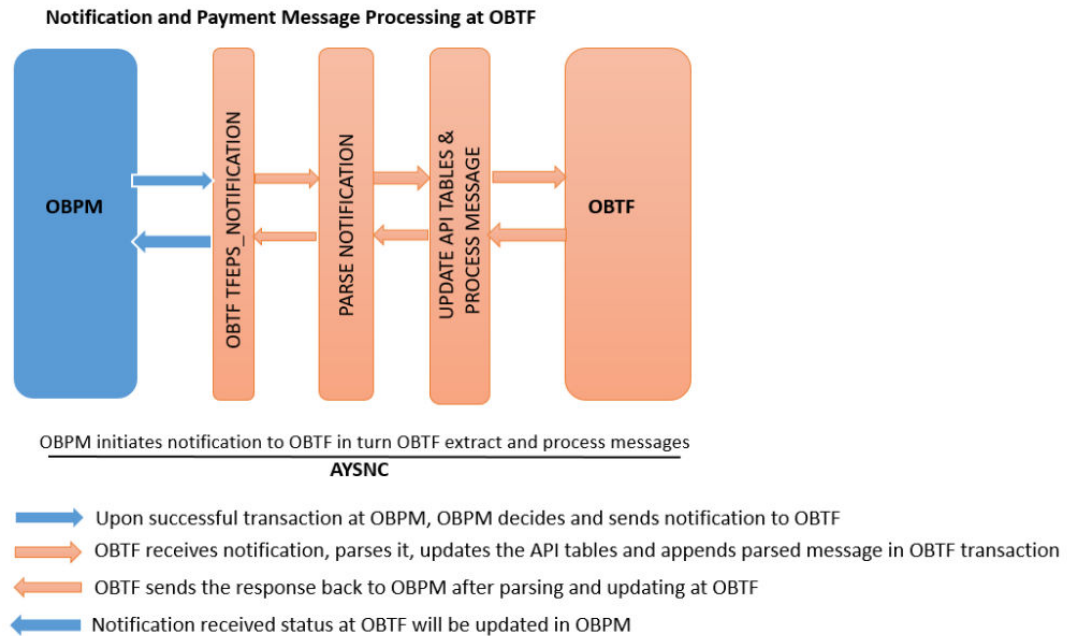 Notification and Payment Message Processing at OBTF
OBPM
OBTF TFEPS_NOTIFICATION
PARSE NOTIFICATION
UPDATE API TABLES &
PROCESS MESSAGE
OBTF
OBPM initiates notification to OBTF in turn OBTF extract and process messages
AYSNC
Upon successful transaction at OBPM, OBPM decides and sends notification to OBTF
OBTF receives notification, parses it, updates the API tables and appends parsed message in OBTF transaction
OBTF sends the response back to OBPM after parsing and updating at OBTF
Notification received status at OBTF will be updated in OBPM